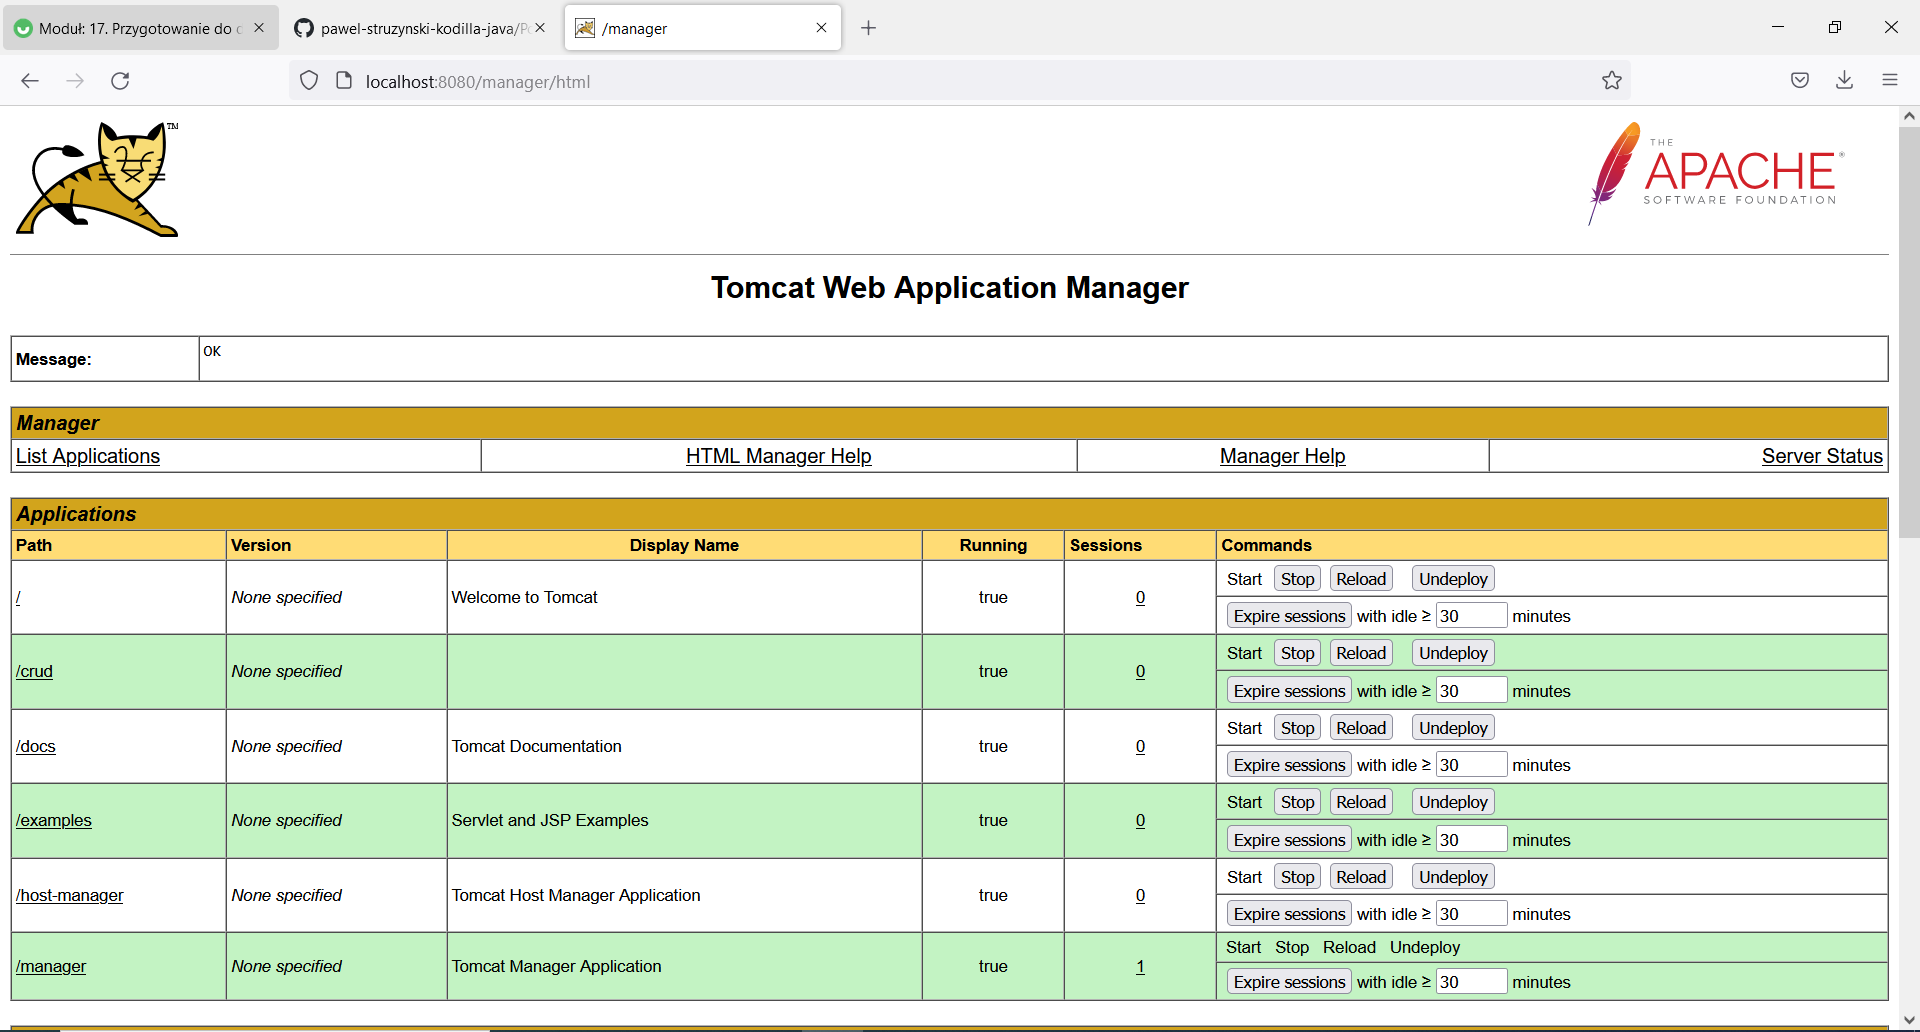 Moduł: 17. Przygotowanie do
pawel-struzynski-kodilla-java/
/manager
localhost:8080/manager/html
TM
THE
APACHE®
SOFTWARE FOUNDATION
Tomcat Web Application Manager
Message: OK
Manager
List Applications HTML Manager Help Manager Help Server Status
Applications
Path Version Display Name Running Sessions Commands
/ None specified Welcome to Tomcat true 0 Start Stop Reload Undeploy
Expire sessions with idle ≥ 30 minutes
/crud None specified true 0 Start Stop Reload Undeploy
Expire sessions with idle ≥ 30 minutes
/docs None specified Tomcat Documentation true 0 Start Stop Reload Undeploy
Expire sessions with idle ≥ 30 minutes
/examples None specified Servlet and JSP Examples true 0 Start Stop Reload Undeploy
Expire sessions with idle ≥ 30 minutes
/host-manager None specified Tomcat Host Manager Application true 0 Start Stop Reload Undeploy
Expire sessions with idle ≥ 30 minutes
/manager None specified Tomcat Manager Application true 1 Start Stop Reload Undeploy
Expire sessions with idle ≥ 30 minutes